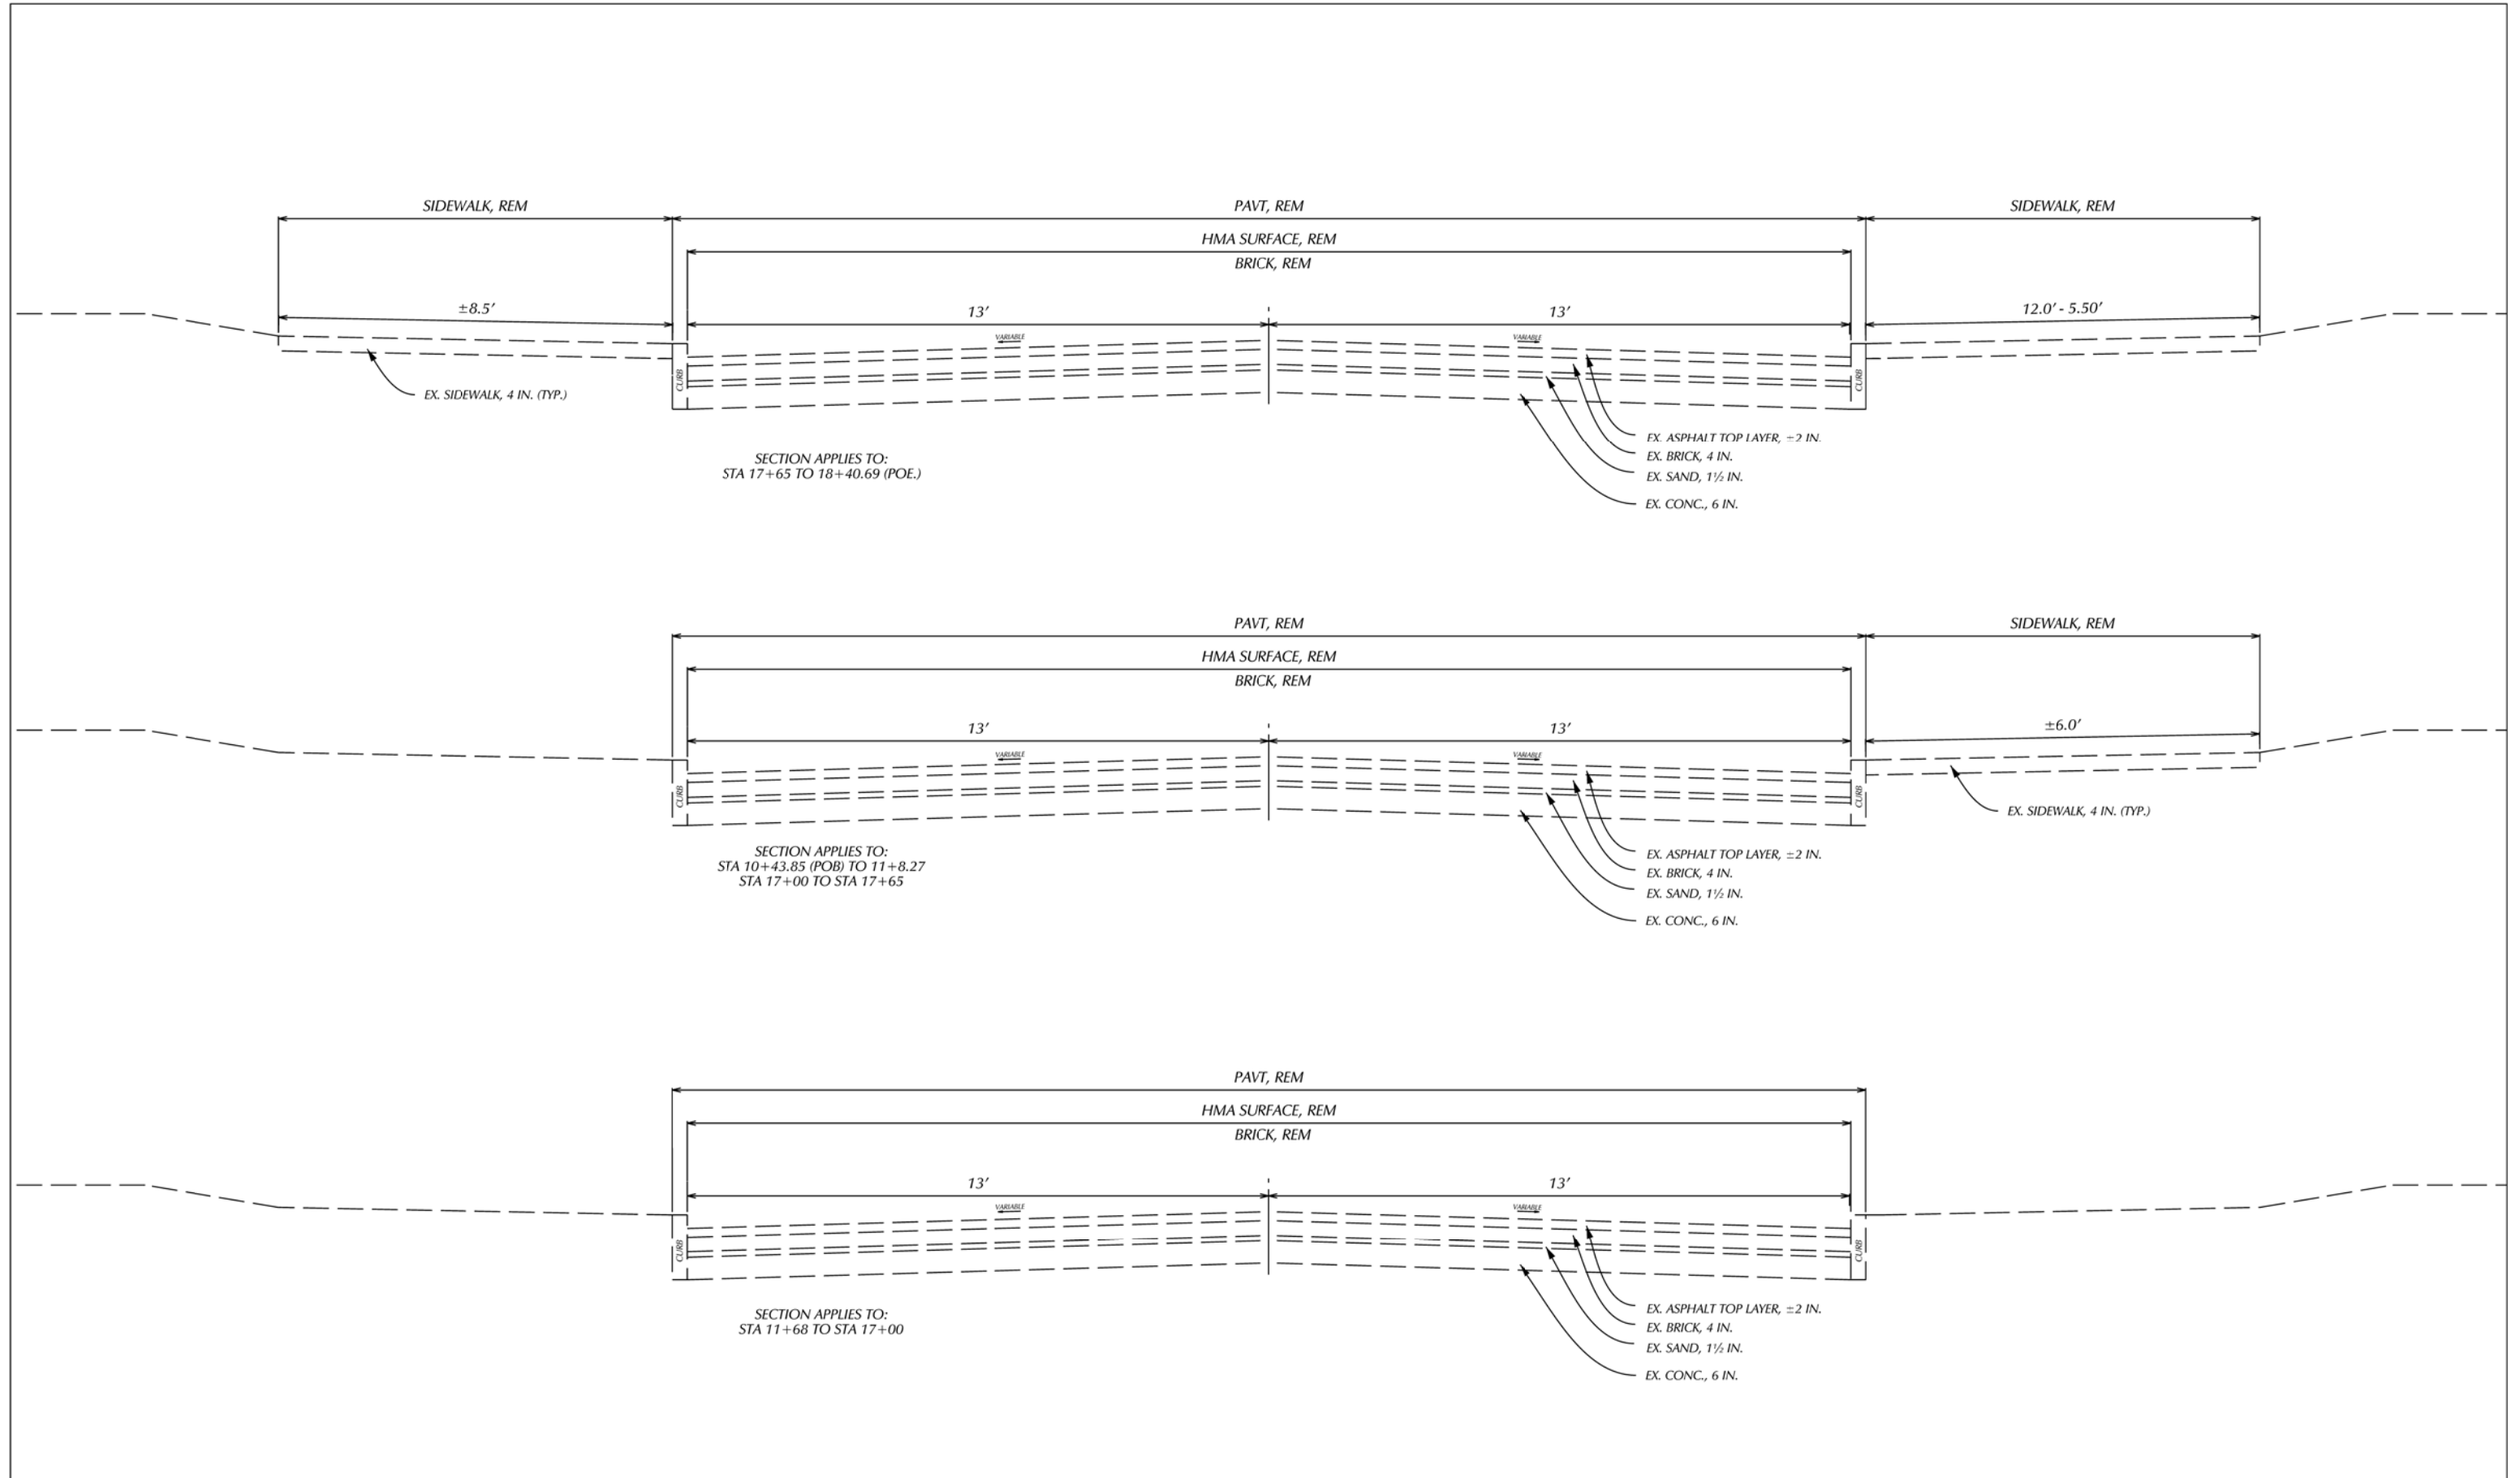 SIDEWALK, REM
PAVT, REM
SIDEWALK, REM
HMA SURFACE, REM
BRICK, REM
±8.5'
13'
13'
12.0' - 5.50'
VARIABLE
VARIABLE
CURB
CURB
EX. SIDEWALK, 4 IN. (TYP.)
EX. ASPHALT TOP LAYER, ±2 IN.
EX. BRICK, 4 IN.
EX. SAND, 1½ IN.
EX. CONC., 6 IN.
SECTION APPLIES TO:
STA 17+65 TO 18+40.69 (POE.)
PAVT, REM
SIDEWALK, REM
HMA SURFACE, REM
BRICK, REM
13'
13'
±6.0'
VARIABLE
VARIABLE
CURB
CURB
EX. SIDEWALK, 4 IN. (TYP.)
EX. ASPHALT TOP LAYER, ±2 IN.
EX. BRICK, 4 IN.
EX. SAND, 1½ IN.
EX. CONC., 6 IN.
SECTION APPLIES TO:
STA 10+43.85 (POB) TO 11+8.27
STA 17+00 TO STA 17+65
PAVT, REM
HMA SURFACE, REM
BRICK, REM
13'
13'
VARIABLE
VARIABLE
CURB
CURB
EX. ASPHALT TOP LAYER, ±2 IN.
EX. BRICK, 4 IN.
EX. SAND, 1½ IN.
EX. CONC., 6 IN.
SECTION APPLIES TO:
STA 11+68 TO STA 17+00